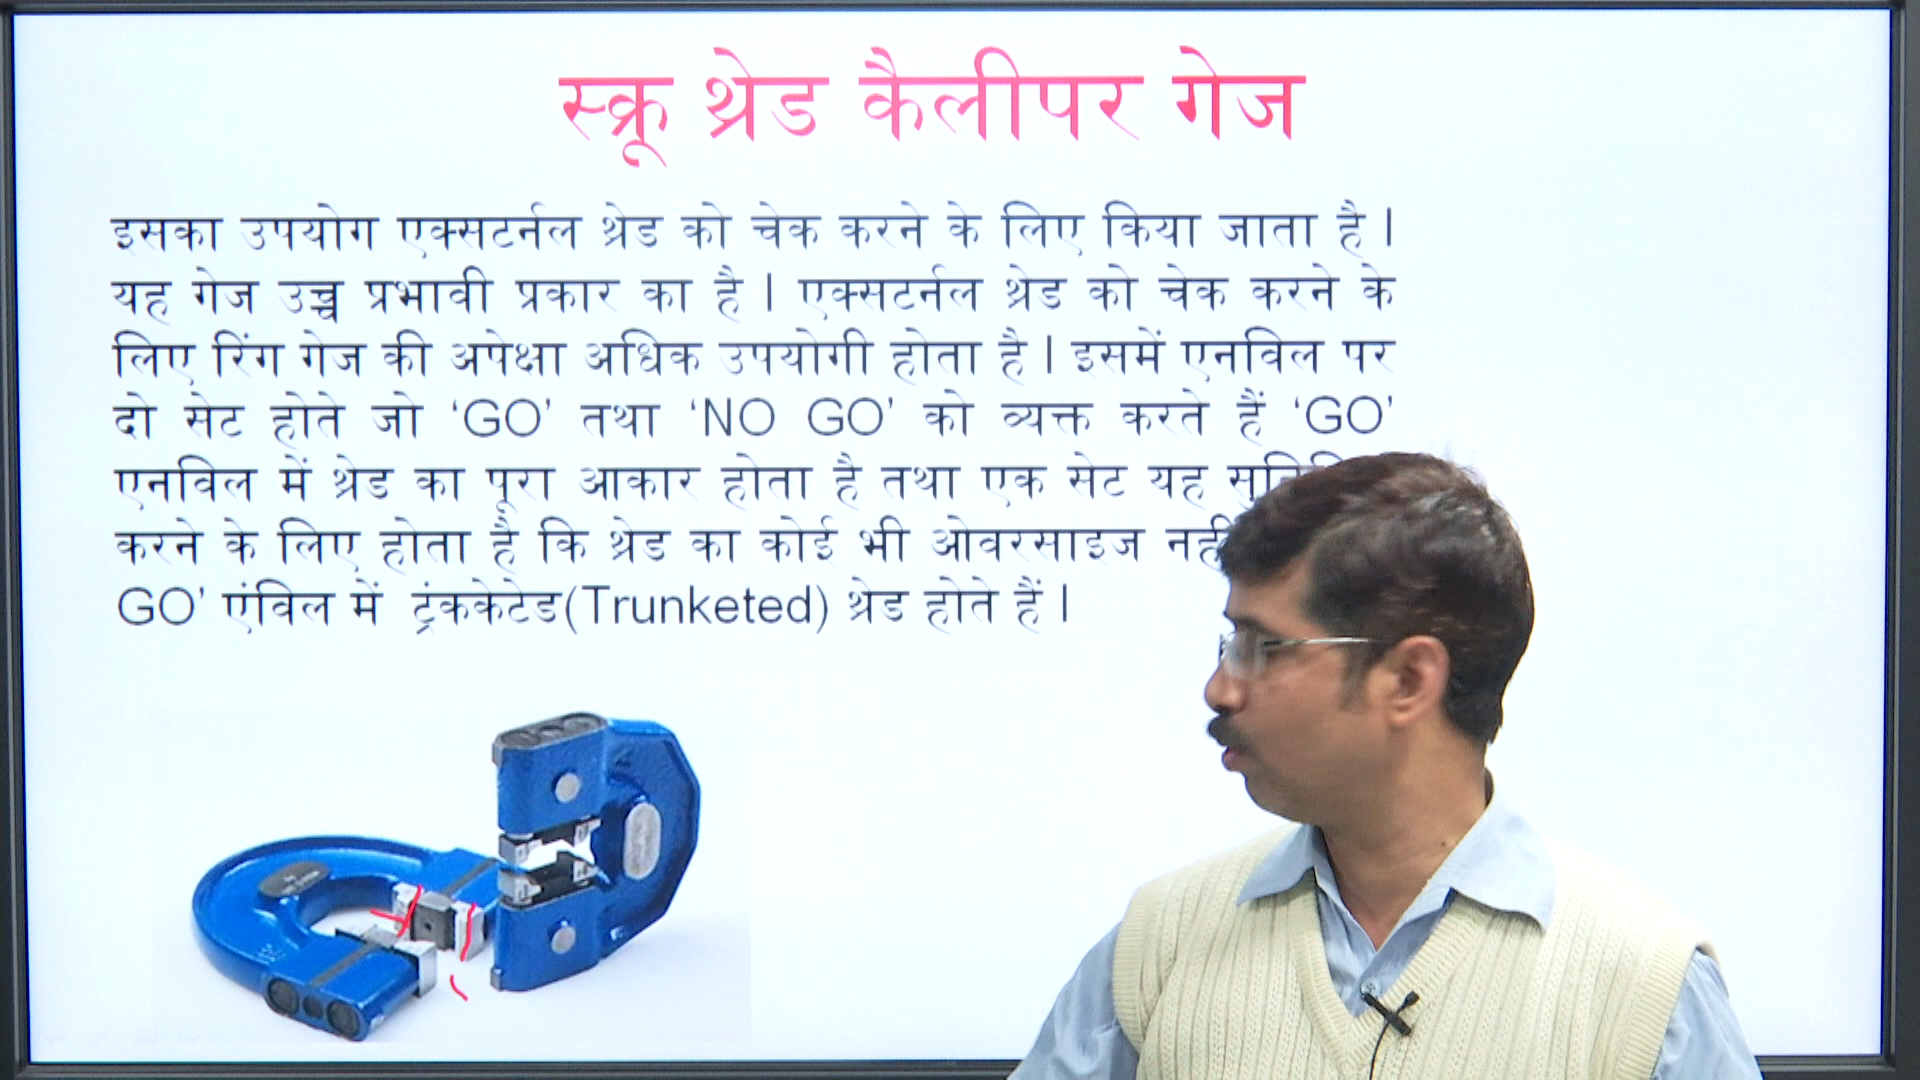 स्क्रू थ्रेड कैलीपर गेज
इसका उपयोग एक्सटर्नल थ्रेड को चेक करने के लिए किया जाता है।
यह गेज उच्च प्रभावी प्रकार का है। एक्सटर्नल थ्रेड को चेक करने के
लिए रिंग गेज की अपेक्षा अधिक उपयोगी होता है। इसमें एनविल पर
दो सेट होते जो ‘GO’ तथा ‘NO GO’ को व्यक्त करते हैं ‘GO’
एनविल में थ्रेड का पूरा आकार होता है तथा एक सेट यह
करने के लिए होता है कि थ्रेड का कोई भी ओवरसाइज
GO’ एंविल में ट्रंककेटेड(Trunketed) थ्रेड होते हैं।